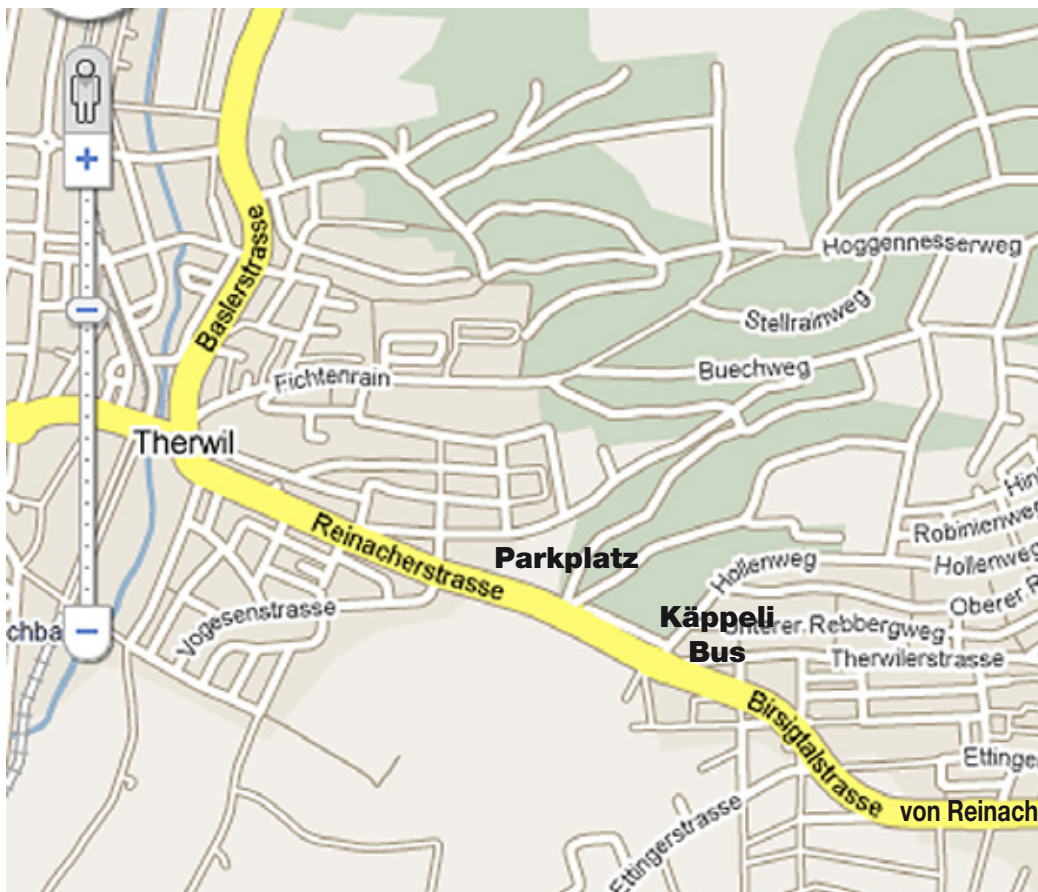 Hoggennesserweg
Baslerstrasse
Stellrainweg
Buechweg
Fichtenrain
Therwil
Reinacherstrasse
Parkplatz
Robinienweg
Hollenweg
Hollenweg
Oberer
Käppeli
Bus
Unterer Rebbergweg
Therwilerstrasse
Vogesenstrasse
Birsigtalstrasse
Ettingerstrasse
von Reinach